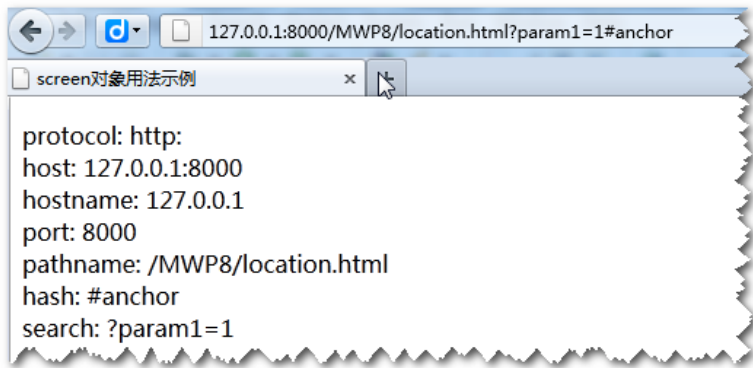 127.0.0.1:8000/MWP8/location.html?param1=1#anchor
screen对象用法示例
protocol: http:
host: 127.0.0.1:8000
hostname: 127.0.0.1
port: 8000
pathname: /MWP8/location.html
hash: #anchor
search: ?param1=1